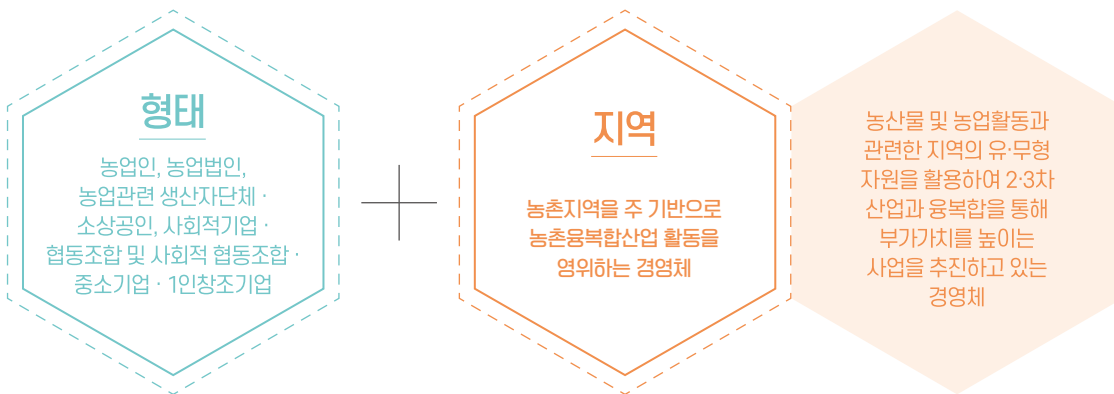 형태
농업인, 농업법인,
농업관련 생산자단체 ·
소상공인, 사회적기업 ·
협동조합 및 사회적 협동조합 ·
중소기업 · 1인창조기업
지역
농촌지역을 주 기반으로
농촌융복합산업 활동을
영위하는 경영체
농산물 및 농업활동과
관련한 지역의 유·무형
자원을 활용하여 2·3차
산업과 융복합을 통해
부가가치를 높이는
사업을 추진하고 있는
경영체